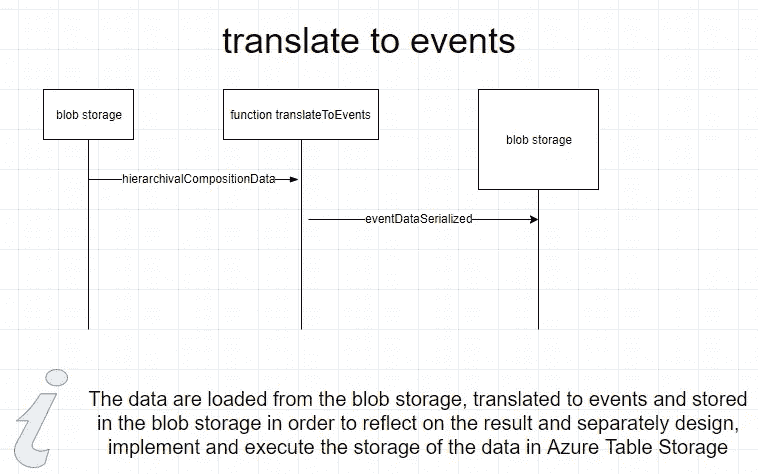 translate to events
blob storage
function translateToEvents
blob storage
hierarchivalCompositionData
eventDataSerialized
The data are loaded from the blob storage, translated to events and stored
in the blob storage in order to reflect on the result and separately design,
implement and execute the storage of the data in Azure Table Storage